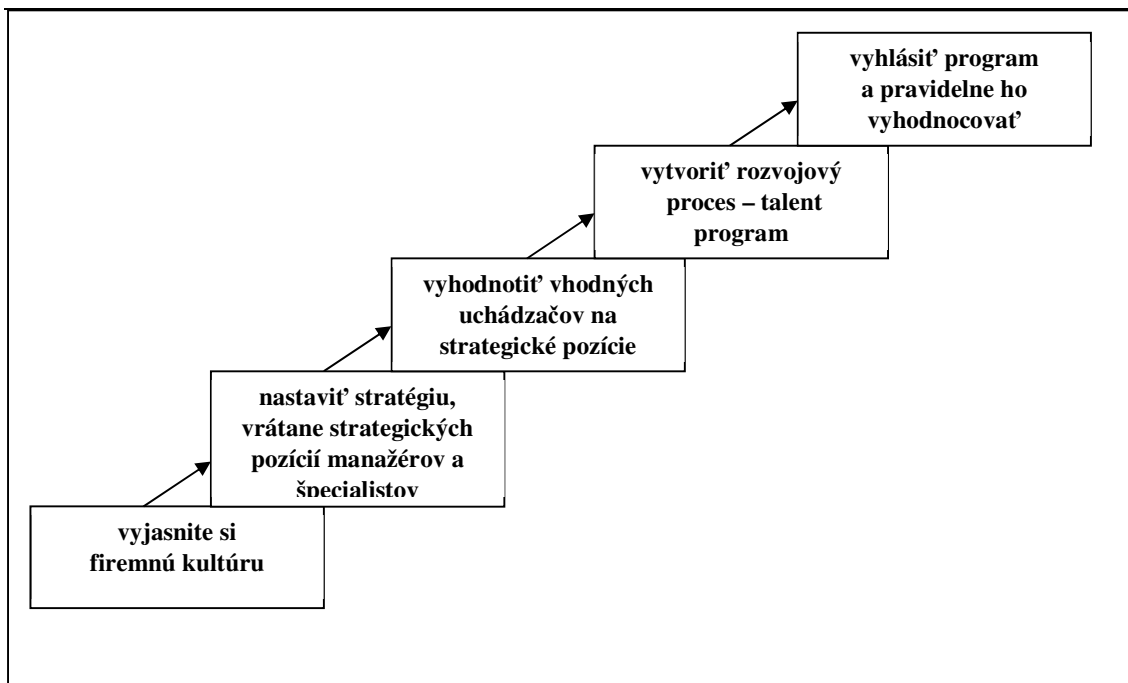 vyhlásiť program
a pravidelne ho
vyhodnocovať
vytvoriť rozvojový
proces – talent
program
vyhodnotiť vhodných
uchádzačov na
strategické pozície
nastaviť stratégiu,
vrátane strategických
pozícií manažérov a
špecialistov
vyjasnite si
firemnú kultúru